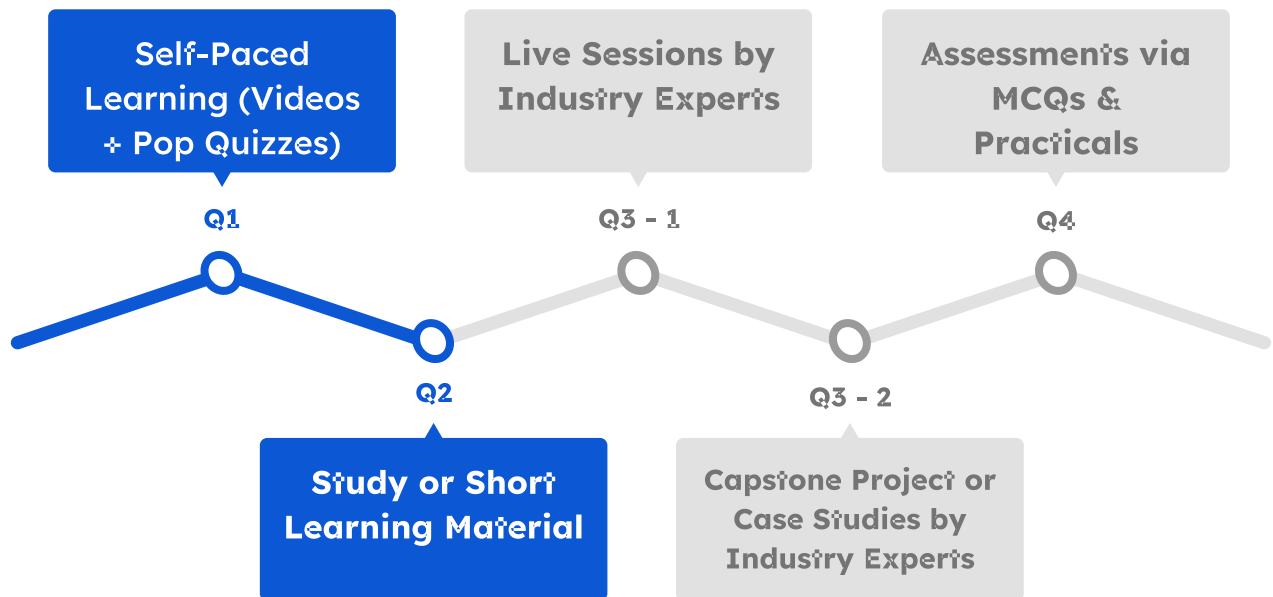 Self-Paced
Learning (Videos
+ Pop Quizzes)
Q1
Q2
Study or Short
Learning Material
Live Sessions by
Industry Experts
Q3 - 1
Q3 - 2
Capstone Project or
Case Studies by
Industry Experts
Assessments via
MCQs &
Practicals
Q4